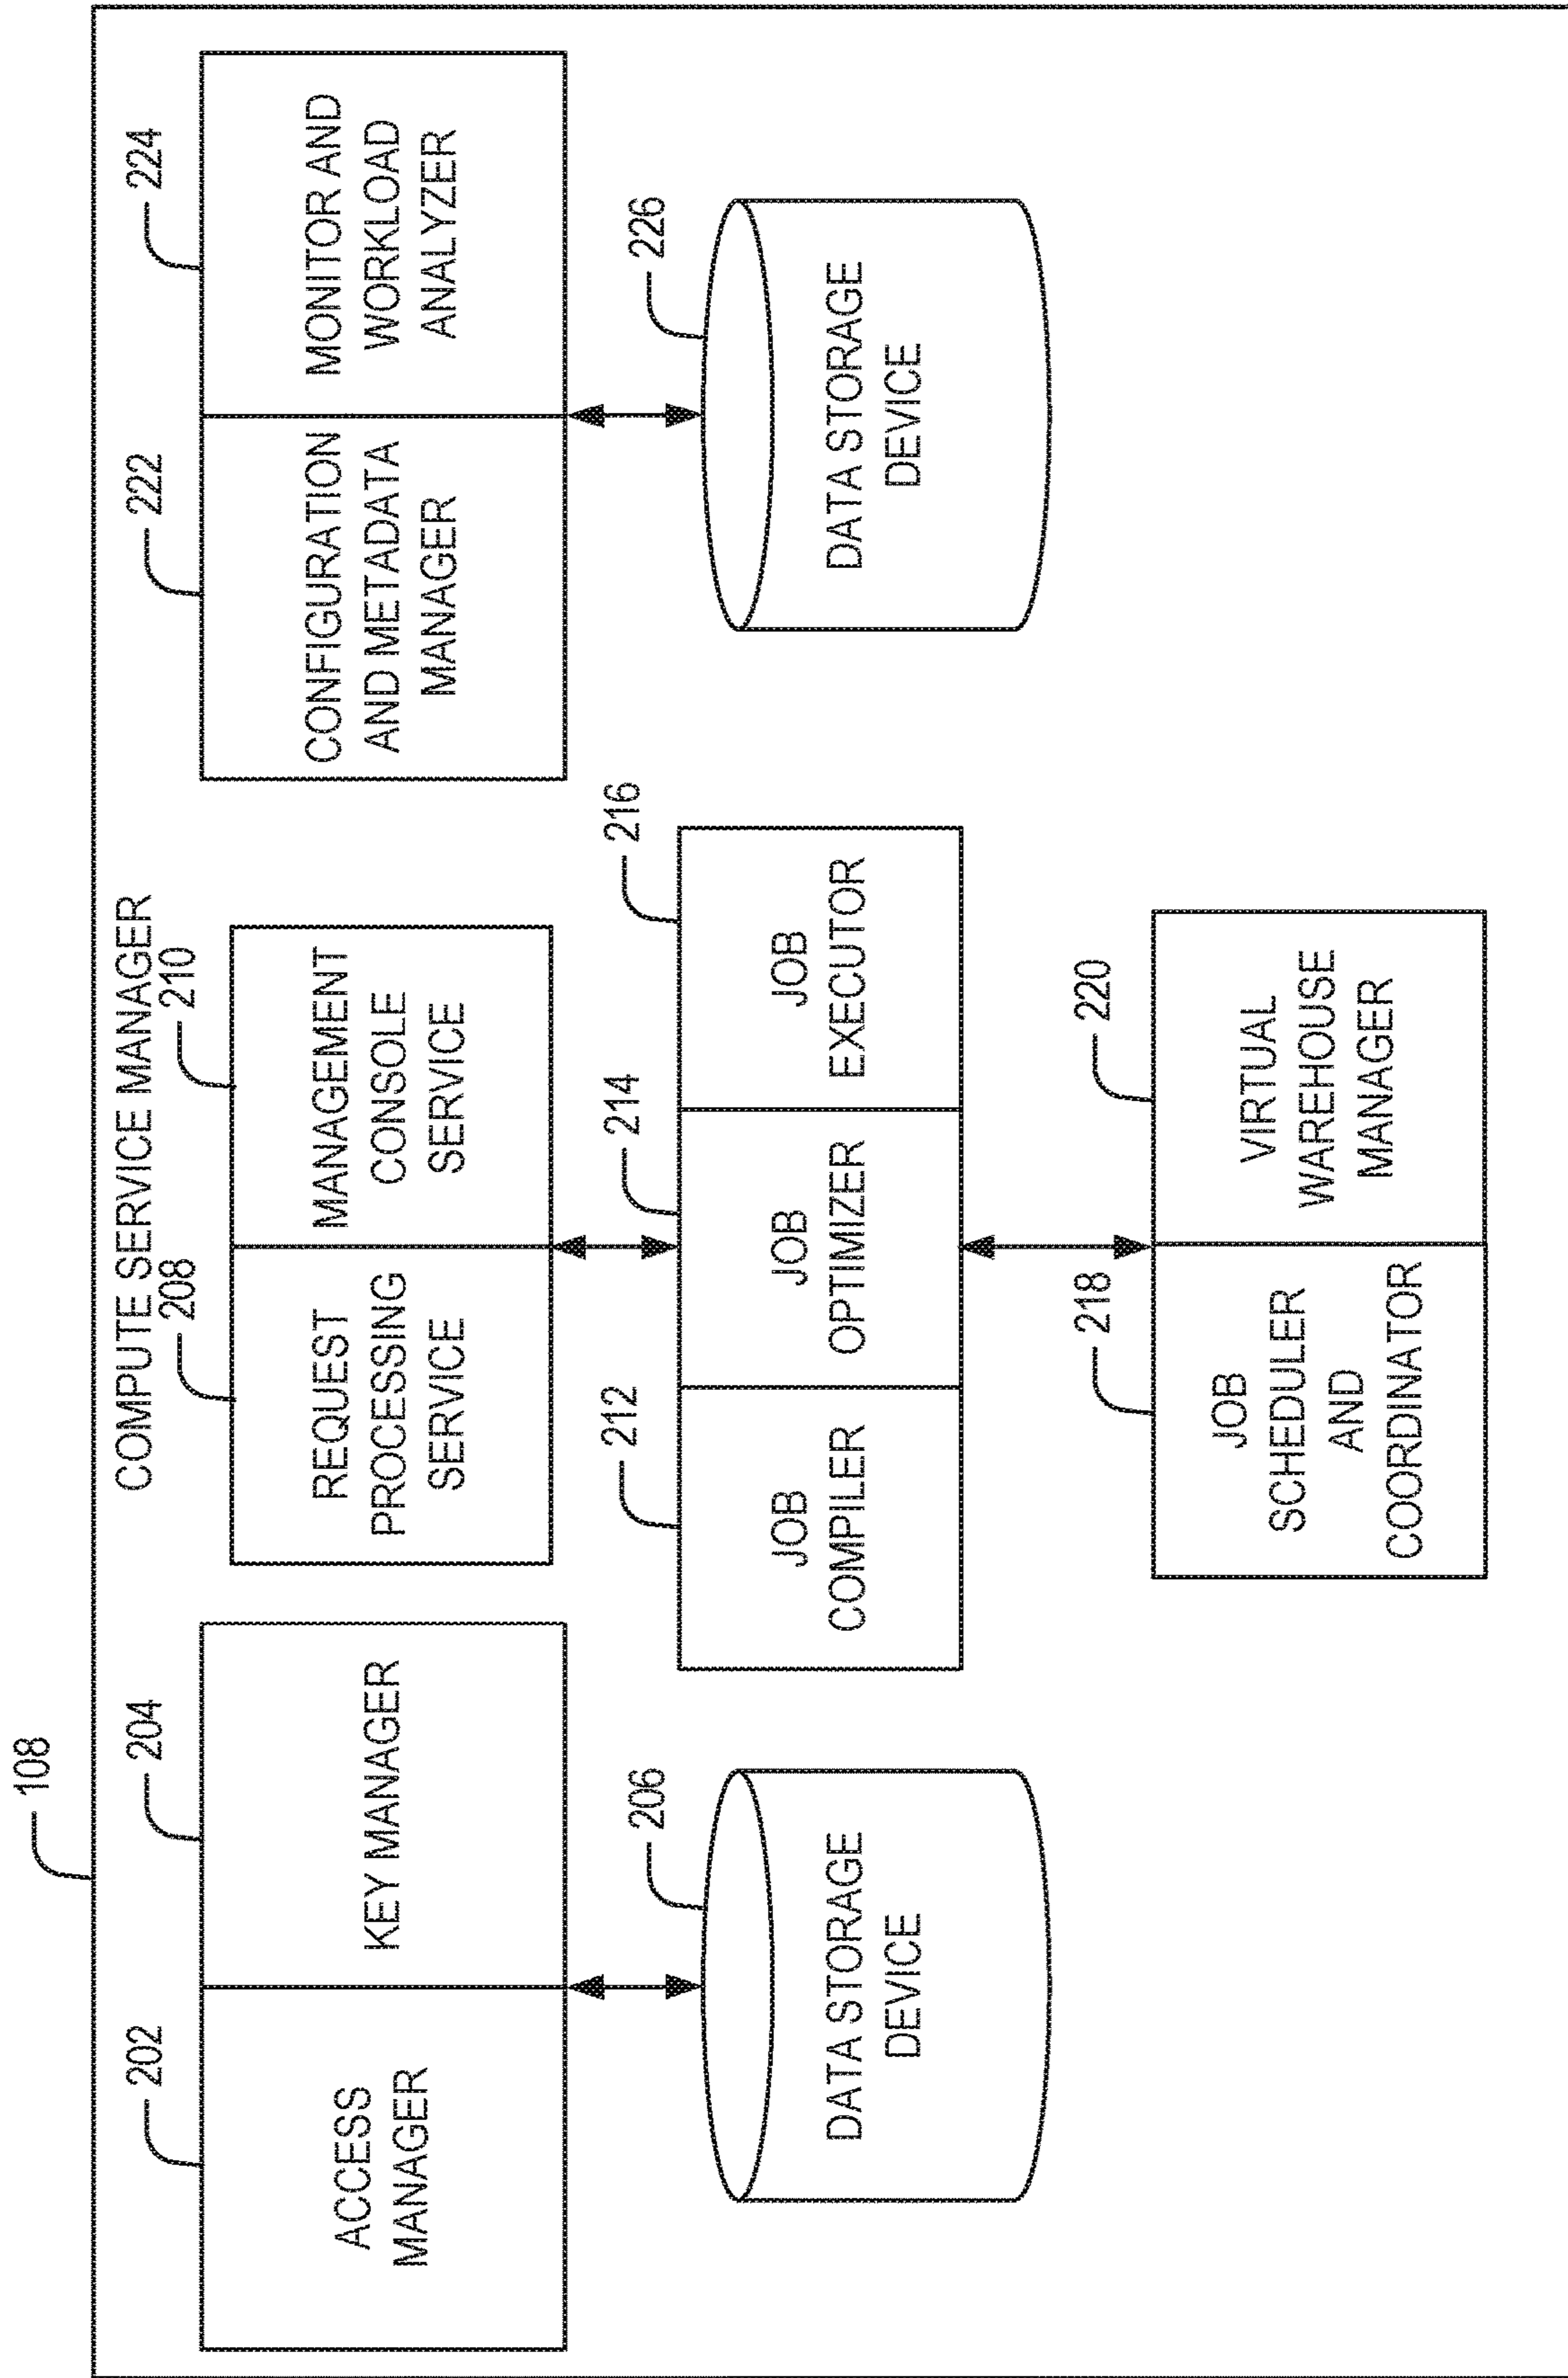 108
COMPUTE SERVICE MANAGER
202
204
ACCESS
MANAGER
KEY MANAGER
206
DATA STORAGE
DEVICE
208
210
REQUEST
PROCESSING
SERVICE
MANAGEMENT
CONSOLE
SERVICE
212
214
216
JOB
COMPILER
JOB
OPTIMIZER
JOB
EXECUTOR
218
220
JOB
SCHEDULER
AND
COORDINATOR
VIRTUAL
WAREHOUSE
MANAGER
222
224
CONFIGURATION
AND METADATA
MANAGER
MONITOR AND
WORKLOAD
ANALYZER
226
DATA STORAGE
DEVICE